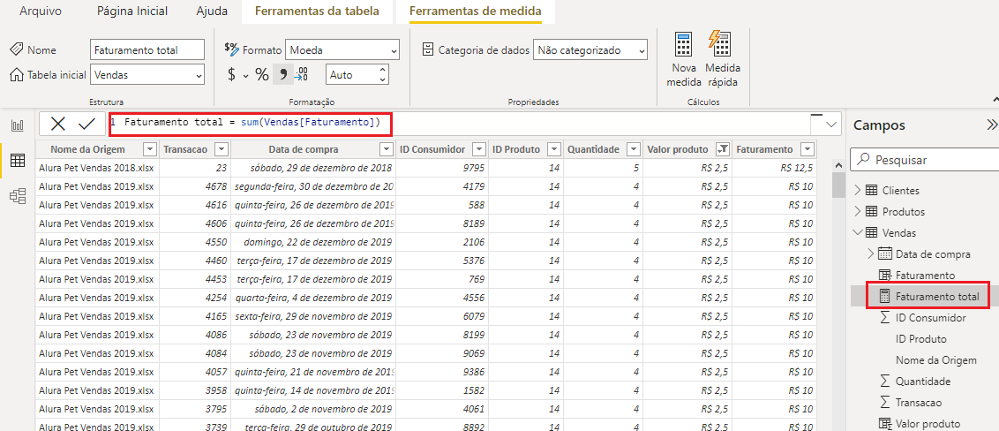 Arquivo Página Inicial Ajuda Ferramentas da tabela Ferramentas de medida
Nome Faturamento total
Tabela inicial Vendas
Estrutura
Formato Moeda
$ % 9 .00 Auto
Formatação
Categoria de dados Não categorizado
Propriedades
Nova medida
Medida rápida
Cálculos
1 Faturamento total = sum(Vendas[Faturamento])
Nome da Origem Transacao Data de compra ID Consumidor ID Produto Quantidade Valor produto Faturamento
Alura Pet Vendas 2018.xlsx 23 sábado, 29 de dezembro de 2018 9795 14 5 R$ 2,5 R$ 12,5
Alura Pet Vendas 2019.xlsx 4678 segunda-feira, 30 de dezembro de 20 4179 14 4 R$ 2,5 R$ 10
Alura Pet Vendas 2019.xlsx 4616 quinta-feira, 26 de dezembro de 2019 588 14 4 R$ 2,5 R$ 10
Alura Pet Vendas 2019.xlsx 4606 quinta-feira, 26 de dezembro de 2019 8189 14 4 R$ 2,5 R$ 10
Alura Pet Vendas 2019.xlsx 4550 domingo, 22 de dezembro de 2019 2106 14 4 R$ 2,5 R$ 10
Alura Pet Vendas 2019.xlsx 4460 terça-feira, 17 de dezembro de 2019 5376 14 4 R$ 2,5 R$ 10
Alura Pet Vendas 2019.xlsx 4453 terça-feira, 17 de dezembro de 2019 769 14 4 R$ 2,5 R$ 10
Alura Pet Vendas 2019.xlsx 4254 quarta-feira, 4 de dezembro de 2019 4556 14 4 R$ 2,5 R$ 10
Alura Pet Vendas 2019.xlsx 4165 sexta-feira, 29 de novembro de 2019 6079 14 4 R$ 2,5 R$ 10
Alura Pet Vendas 2019.xlsx 4086 sábado, 23 de novembro de 2019 8199 14 4 R$ 2,5 R$ 10
Alura Pet Vendas 2019.xlsx 4084 sábado, 23 de novembro de 2019 9069 14 4 R$ 2,5 R$ 10
Alura Pet Vendas 2019.xlsx 4057 quinta-feira, 21 de novembro de 2019 9386 14 4 R$ 2,5 R$ 10
Alura Pet Vendas 2019.xlsx 3958 quinta-feira, 14 de novembro de 2019 1582 14 4 R$ 2,5 R$ 10
Alura Pet Vendas 2019.xlsx 3795 sábado, 2 de novembro de 2019 4061 14 4 R$ 2,5 R$ 10
Alura Pet Vendas 2019.xlsx 3739 terça-feira, 29 de outubro de 2019 8892 14 4 R$ 2,5 R$ 10
Campos
Pesquisar
Clientes
Produtos
Vendas
Data de compra
Faturamento
Faturamento total
ID Consumidor
ID Produto
Nome da Origem
Quantidade
Transacao
Valor produto